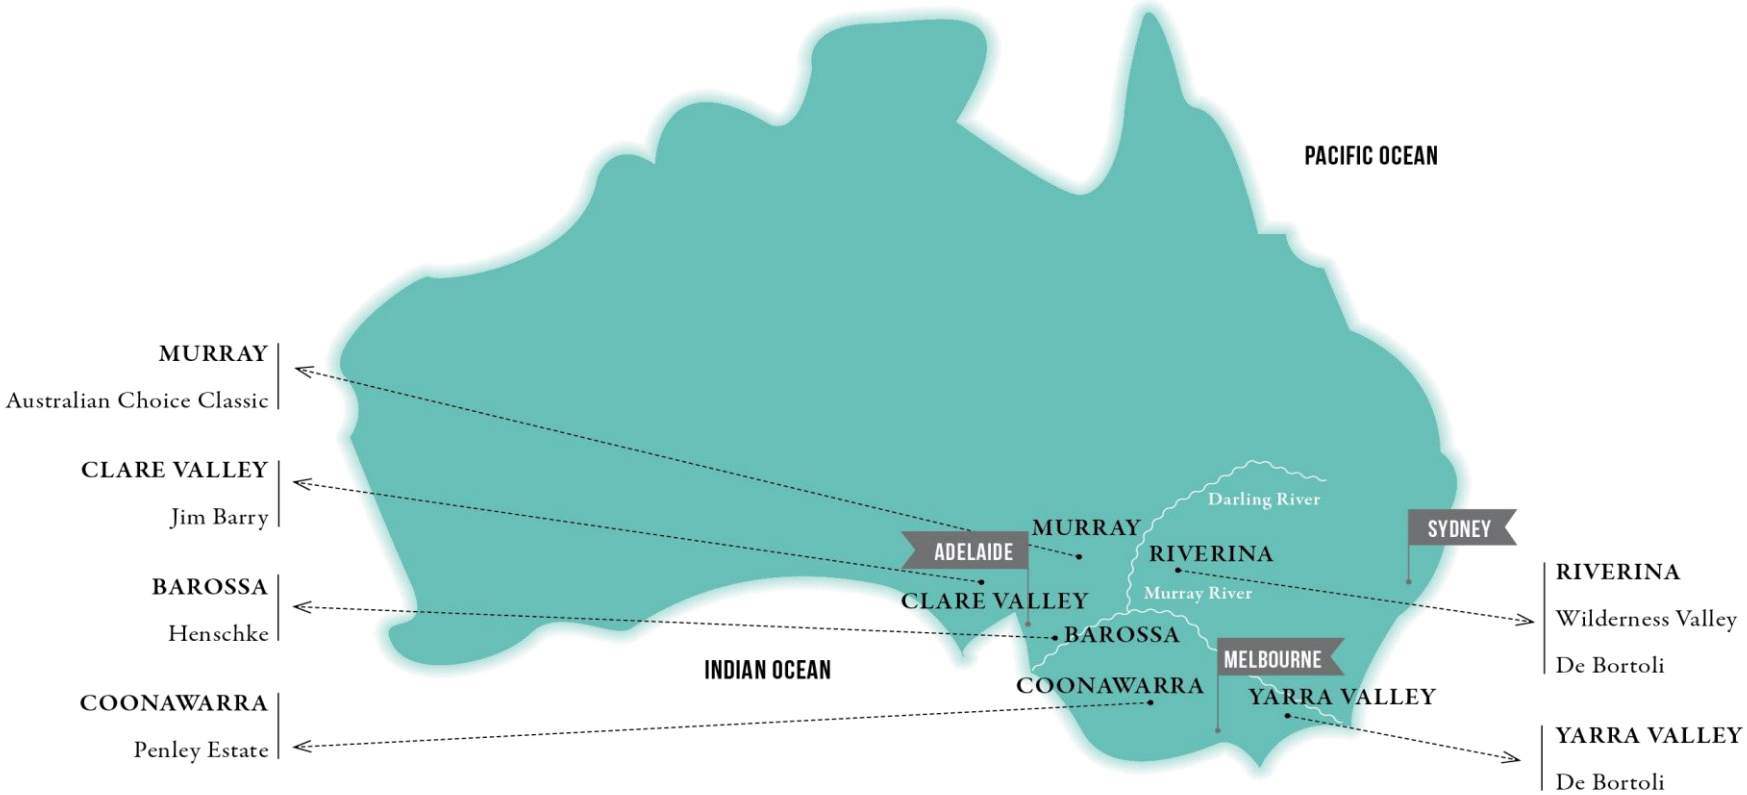 PACIFIC OCEAN
MURRAY
Australian Choice Classic
CLARE VALLEY
Jim Barry
BAROSSA
Henschke
COONAWARRA
Penley Estate
Darling River
MURRAY
SYDNEY
ADELAIDE
RIVERINA
Murray River
CLARE VALLEY
BAROSSA
MELBOURNE
INDIAN OCEAN
COONAWARRA
YARRA VALLEY
RIVERINA
Wilderness Valley
De Bortoli
YARRA VALLEY
De Bortoli